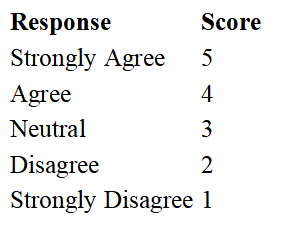 Response Score
Strongly Agree 5
Agree 4
Neutral 3
Disagree 2
Strongly Disagree 1